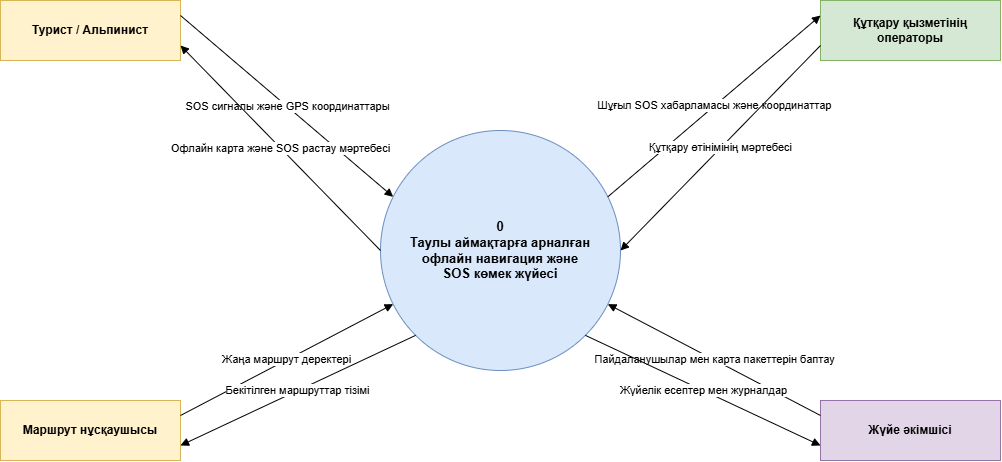 Турист / Альпинист
Құтқару қызметінің
операторы
SOS сигналы және GPS координаттары
Шұғыл SOS хабарламасы және координаттар
Офлайн карта және SOS растау мәртебесі
Құтқару өтінімінің мәртебесі
0
Таулы аймақтарға арналған
офлайн навигация және
SOS көмек жүйесі
Жаңа маршрут деректері
Пайдаланушылар мен карта пакеттерін баптау
Бекітілген маршруттар тізімі
Жүйелік есептер мен журналдар
Маршрут нұсқаушысы
Жүйе әкімшісі